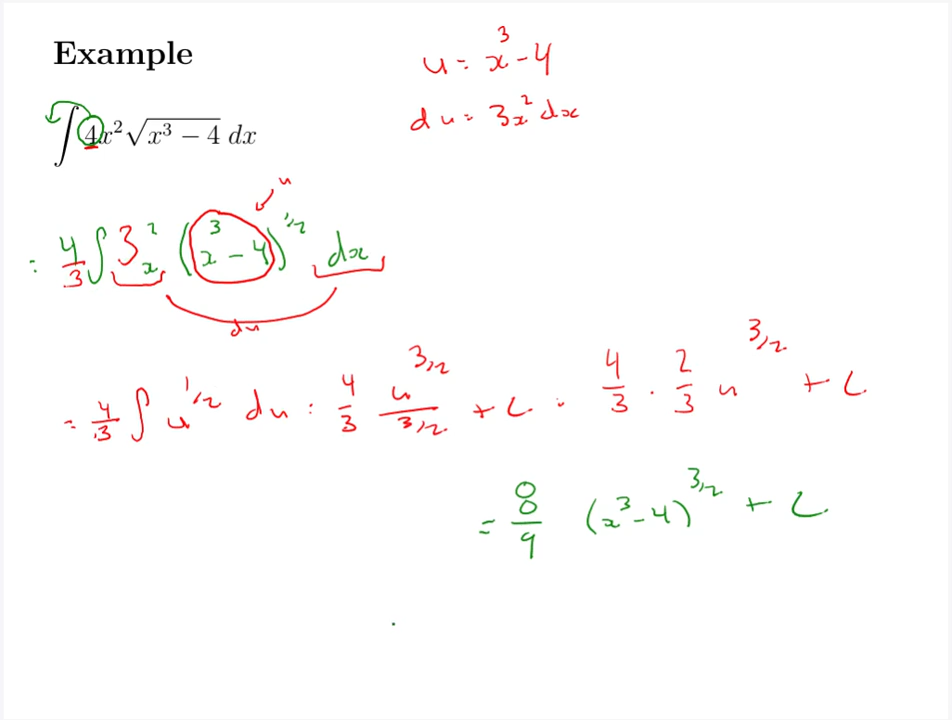 Example
u = x³ - 4
du = 3x² dx
∫ 4x² √(x³ − 4) dx
u
= 4/3 ∫ 3x² (x³ - 4)^1/2 dx
du
= 4/3 ∫ u^1/2 du = 4/3 u^3/2 / 3/2 + C = 4/3 · 2/3 u^3/2 + C
= 8/9 (x³ - 4)^3/2 + C